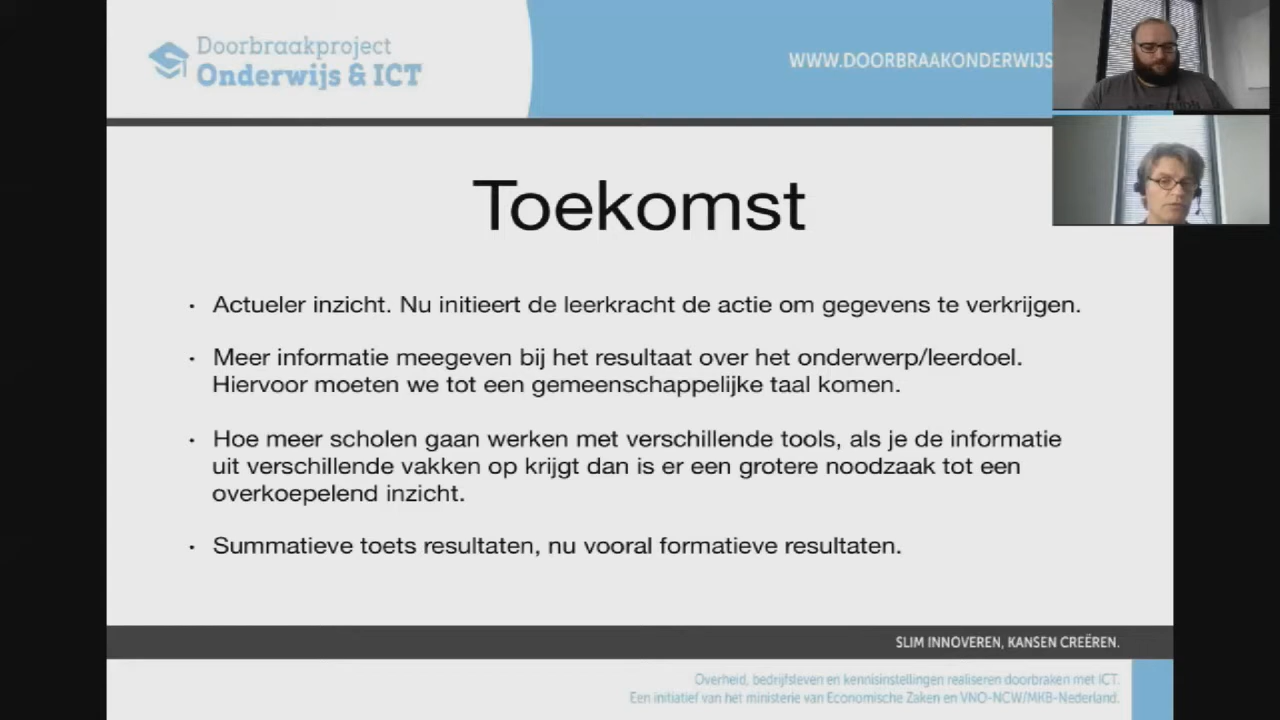 Doorbraakproject
Onderwijs & ICT
WWW.DOORBRAAKONDERWIJS
Toekomst
· Actueler inzicht. Nu initieert de leerkracht de actie om gegevens te verkrijgen.
· Meer informatie meegeven bij het resultaat over het onderwerp/leerdoel.
Hiervoor moeten we tot een gemeenschappelijke taal komen.
· Hoe meer scholen gaan werken met verschillende tools, als je de informatie
uit verschillende vakken op krijgt dan is er een grotere noodzaak tot een
overkoepelend inzicht.
· Summatieve toets resultaten, nu vooral formatieve resultaten.
SLIM INNOVEREN, KANSEN CREËREN.
Overheid, bedrijfsleven en kennisinstellingen realiseren doorbraken met ICT.
Een initiatief van het ministerie van Economische Zaken en VNO-NCW/MKB-Nederland.